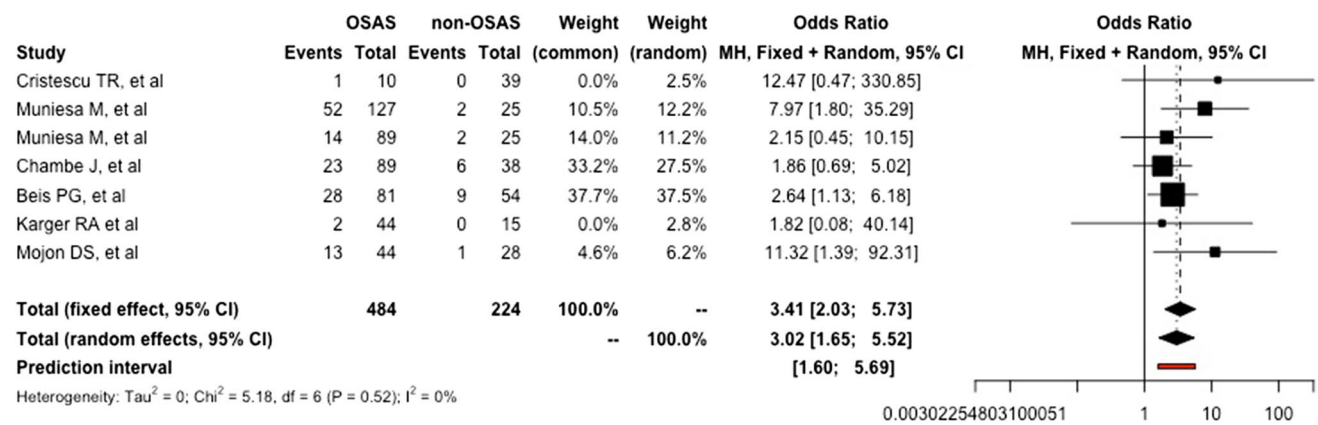 OSAS non-OSAS Weight Weight Odds Ratio Odds Ratio
Study Events Total Events Total (common) (random) MH, Fixed + Random, 95% CI MH, Fixed + Random, 95% CI
Cristescu TR, et al 1 10 0 39 0.0% 2.5% 12.47 [0.47; 330.85]
Muniesa M, et al 52 127 2 25 10.5% 12.2% 7.97 [1.80; 35.29]
Muniesa M, et al 14 89 2 25 14.0% 11.2% 2.15 [0.45; 10.15]
Chambe J, et al 23 89 6 38 33.2% 27.5% 1.86 [0.69; 5.02]
Beis PG, et al 28 81 9 54 37.7% 37.5% 2.64 [1.13; 6.18]
Karger RA et al 2 44 0 15 0.0% 2.8% 1.82 [0.08; 40.14]
Mojon DS, et al 13 44 1 28 4.6% 6.2% 11.32 [1.39; 92.31]
Total (fixed effect, 95% CI) 484 224 100.0% -- 3.41 [2.03; 5.73]
Total (random effects, 95% CI) -- 100.0% 3.02 [1.65; 5.52]
Prediction interval [1.60; 5.69]
Heterogeneity: Tau² = 0; Chi² = 5.18, df = 6 (P = 0.52); I² = 0%
0.00302254803100051 1 10 100